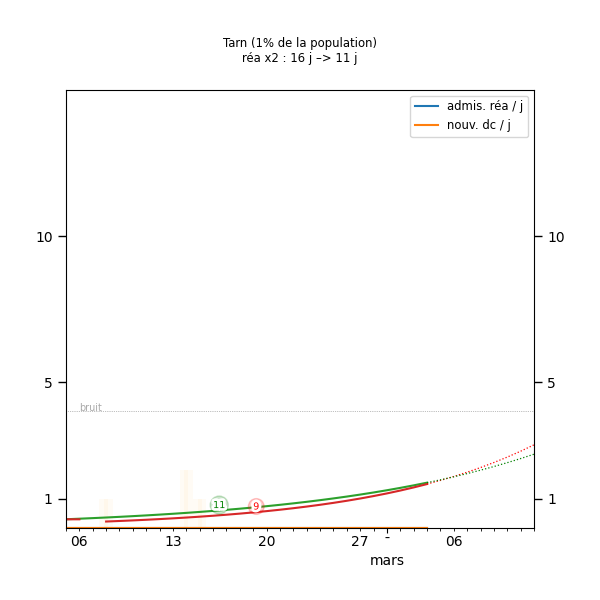 Tarn (1% de la population)
réa x2 : 16 j –> 11 j
admis. réa / j
nouv. dc / j
10
10
5
5
bruit
11
9
1
1
06
13
20
27
-
06
mars